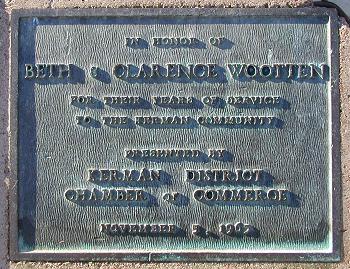 IN HONOR OF
BETH & CLARENCE WOOTTEN
FOR THEIR YEARS OF SERVICE
TO THE KERMAN COMMUNITY
PRESENTED BY
KERMAN DISTRICT
CHAMBER OF COMMERCE
NOVEMBER